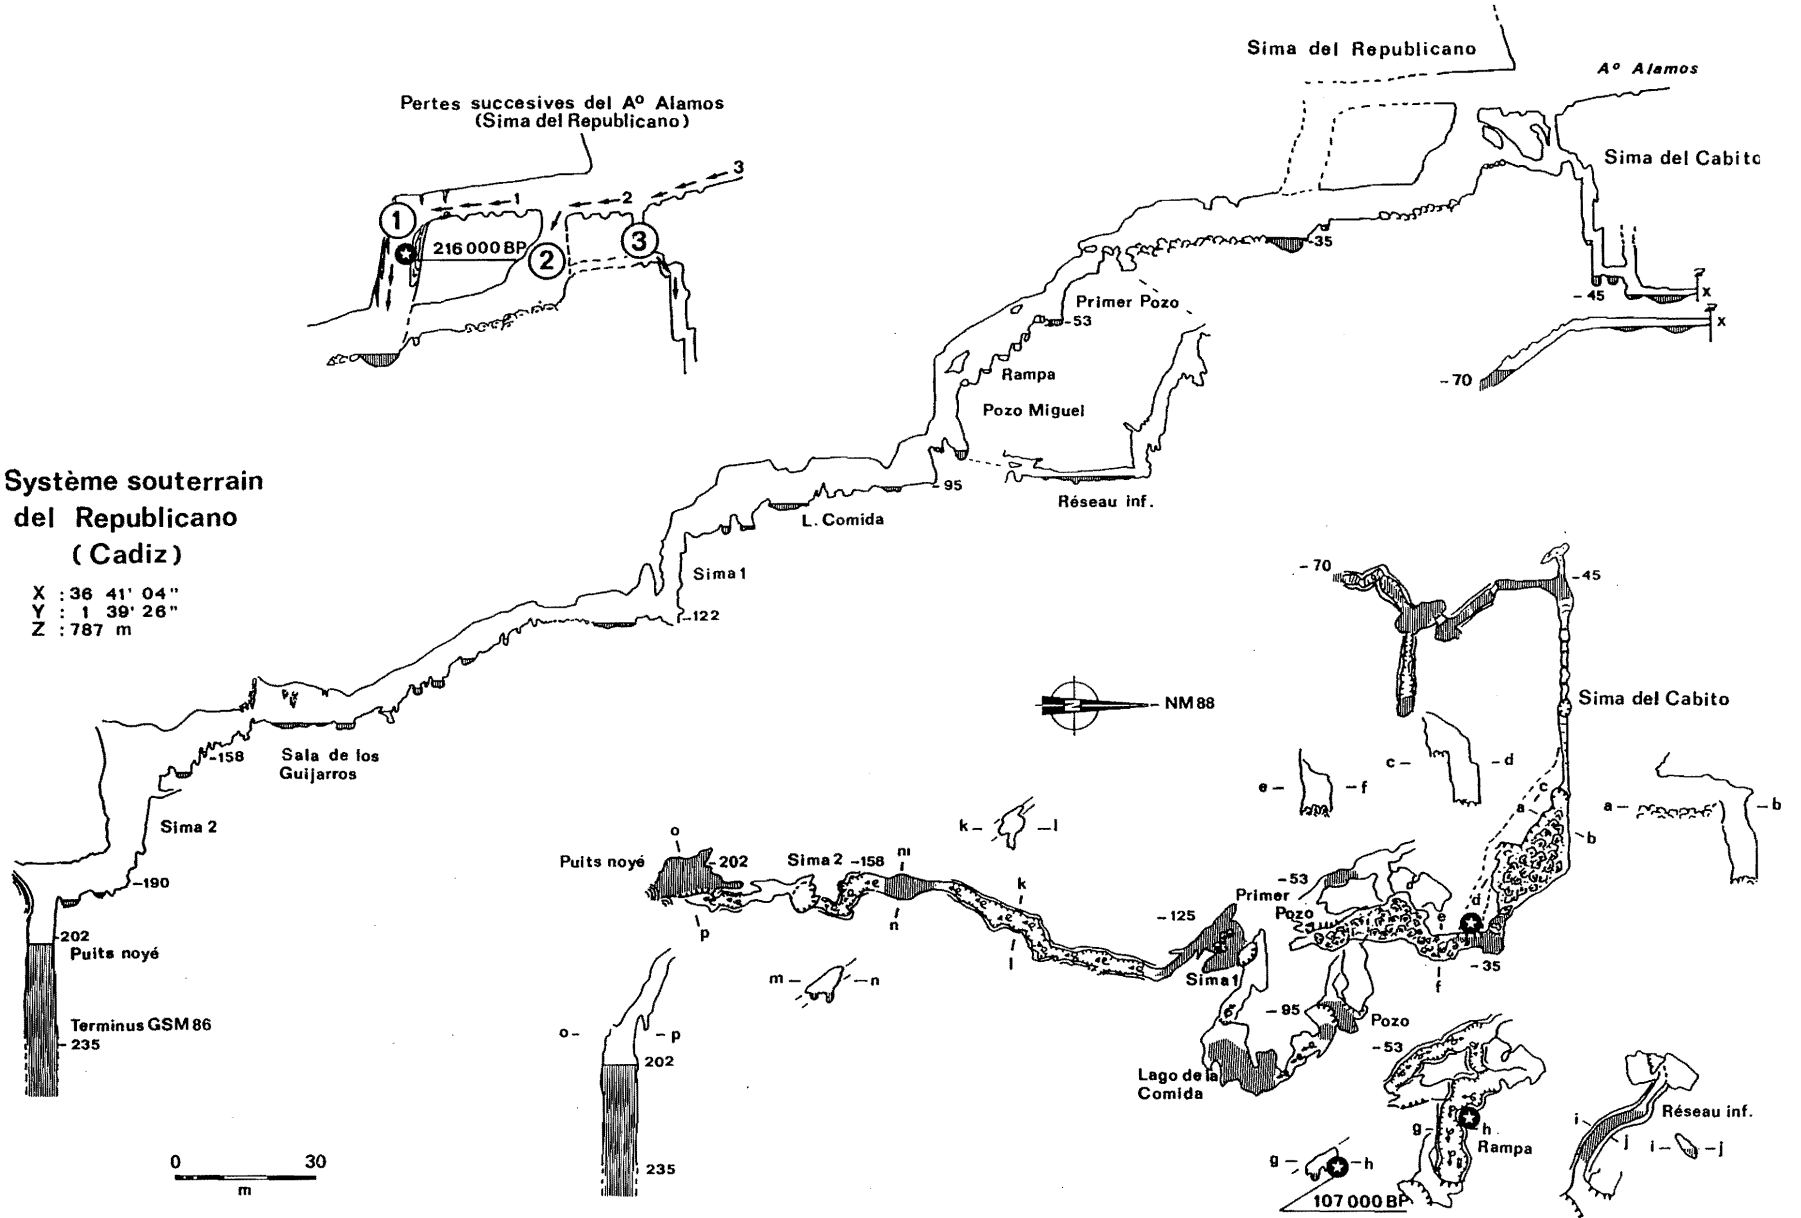 Sima del Republicano
Aº Alamos
Pertes succesives del Aº Alamos
(Sima del Republicano)
Sima del Cabito
3
1
2
1
216 000 BP
2
3
-35
Primer Pozo
-53
-45
x
x
-70
Rampa
Pozo Miguel
Système souterrain
del Republicano
(Cadiz)
X : 36 41' 04"
Y : 1 39' 26"
Z : 787 m
-95
Réseau inf.
L. Comida
Sima 1
-122
-70
-45
NM 88
Sima del Cabito
-158
Sala de los
Guijarros
c - - d
e - - f
a - - b
c
a
b
Sima 2
-190
k - - l
o
Puits noyé
-202
Sima 2 -158
m
k
-53
Primer
Pozo
d
e
-125
p
n
l
-35
f
Sima 1
-202
Puits noyé
m - - n
-95
Pozo
-53
Terminus GSM 86
-235
o - - p
202
Lago de la
Comida
g - h
Rampa
Réseau inf.
i
j
i - - j
0 30
m
235
g - - h
107 000 BP